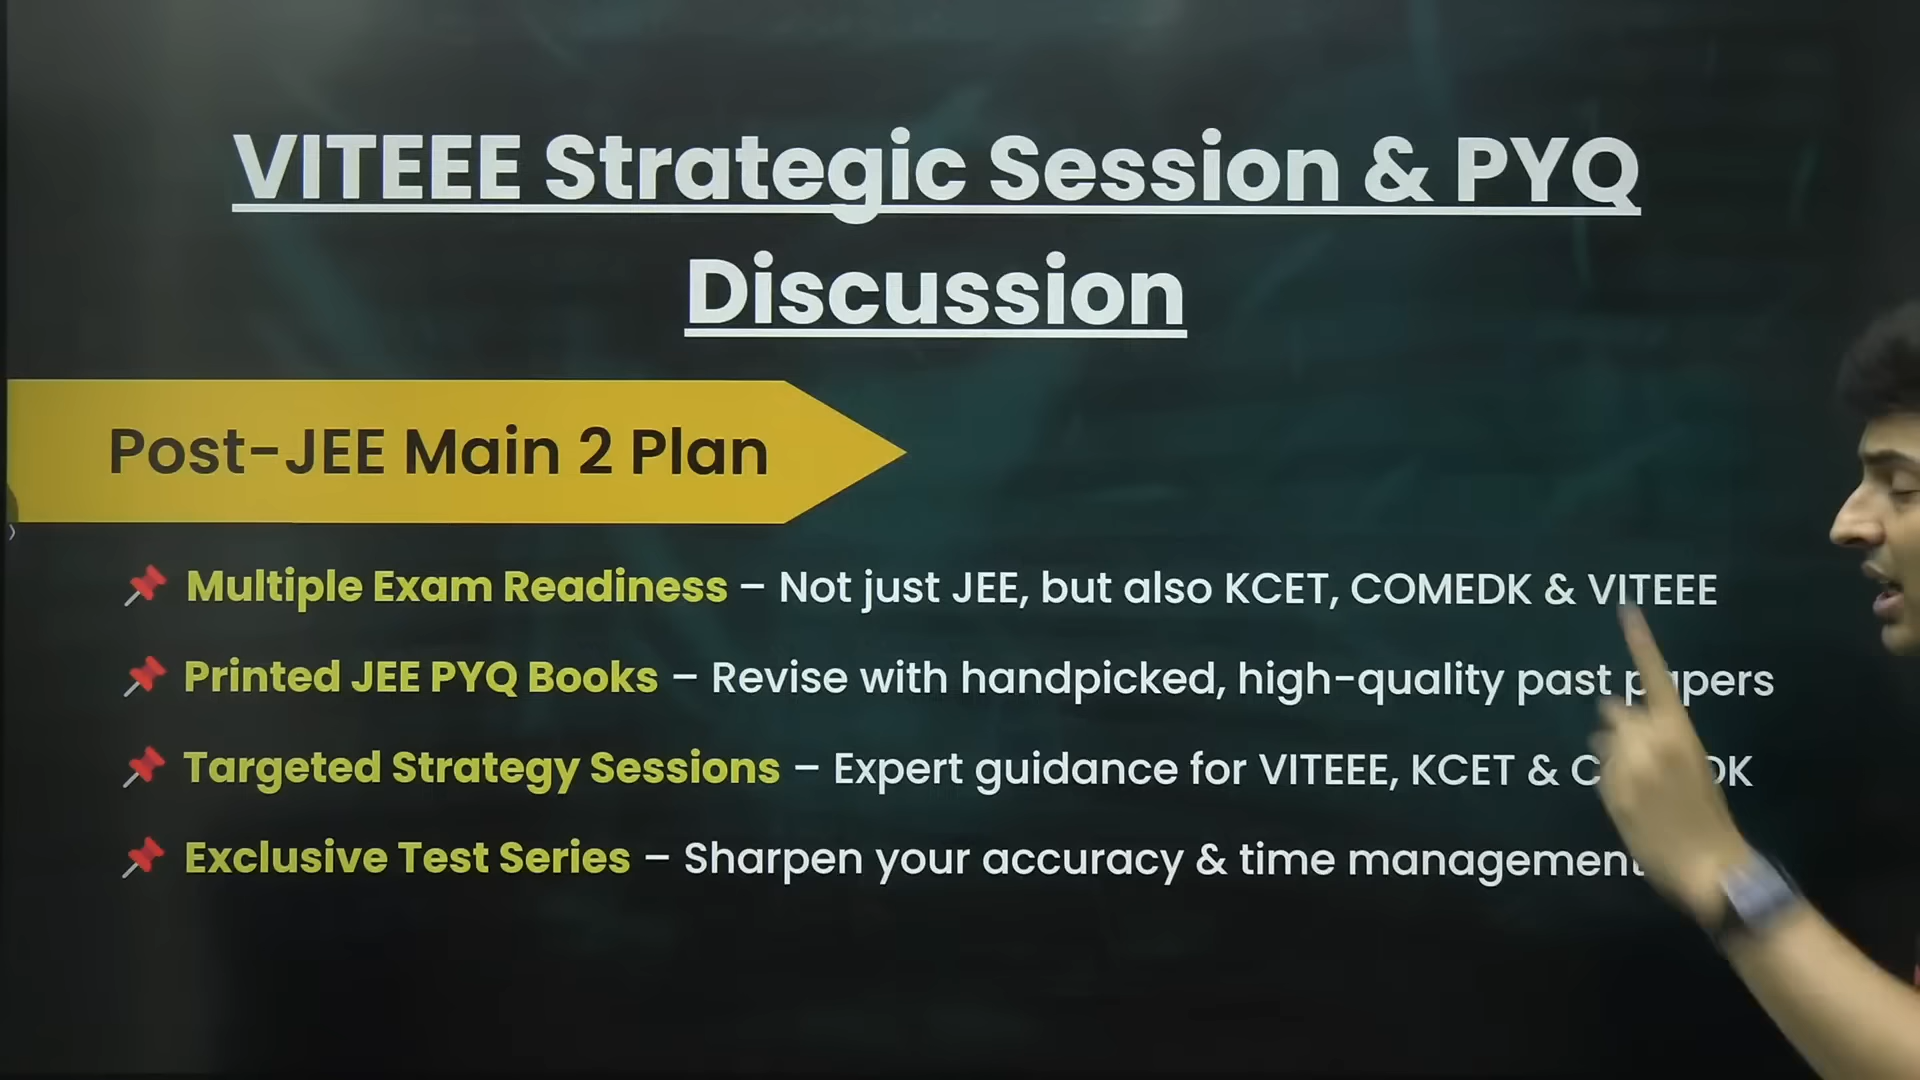 VITEEE Strategic Session & PYQ
Discussion
Post-JEE Main 2 Plan
Multiple Exam Readiness – Not just JEE, but also KCET, COMEDK & VITEEE
Printed JEE PYQ Books – Revise with handpicked, high-quality past papers
Targeted Strategy Sessions – Expert guidance for VITEEE, KCET &
Exclusive Test Series – Sharpen your accuracy & time management